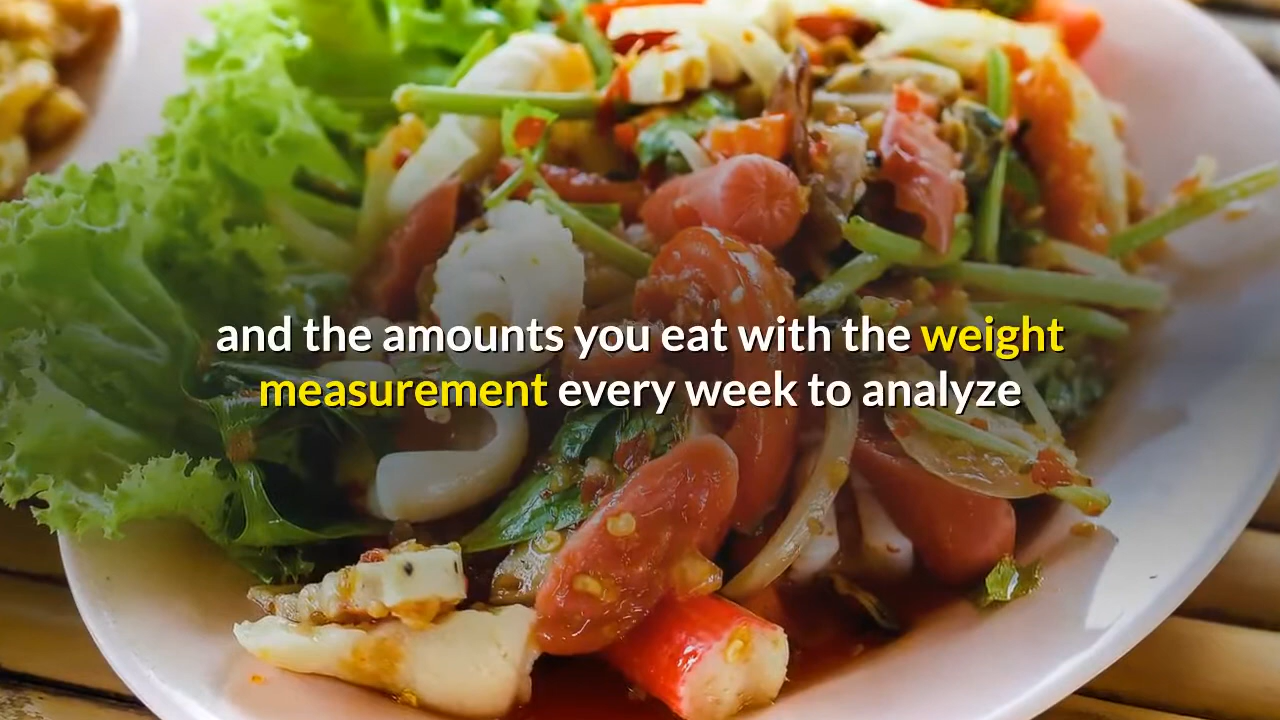 and the amounts you eat with the weight
measurement every week to analyze